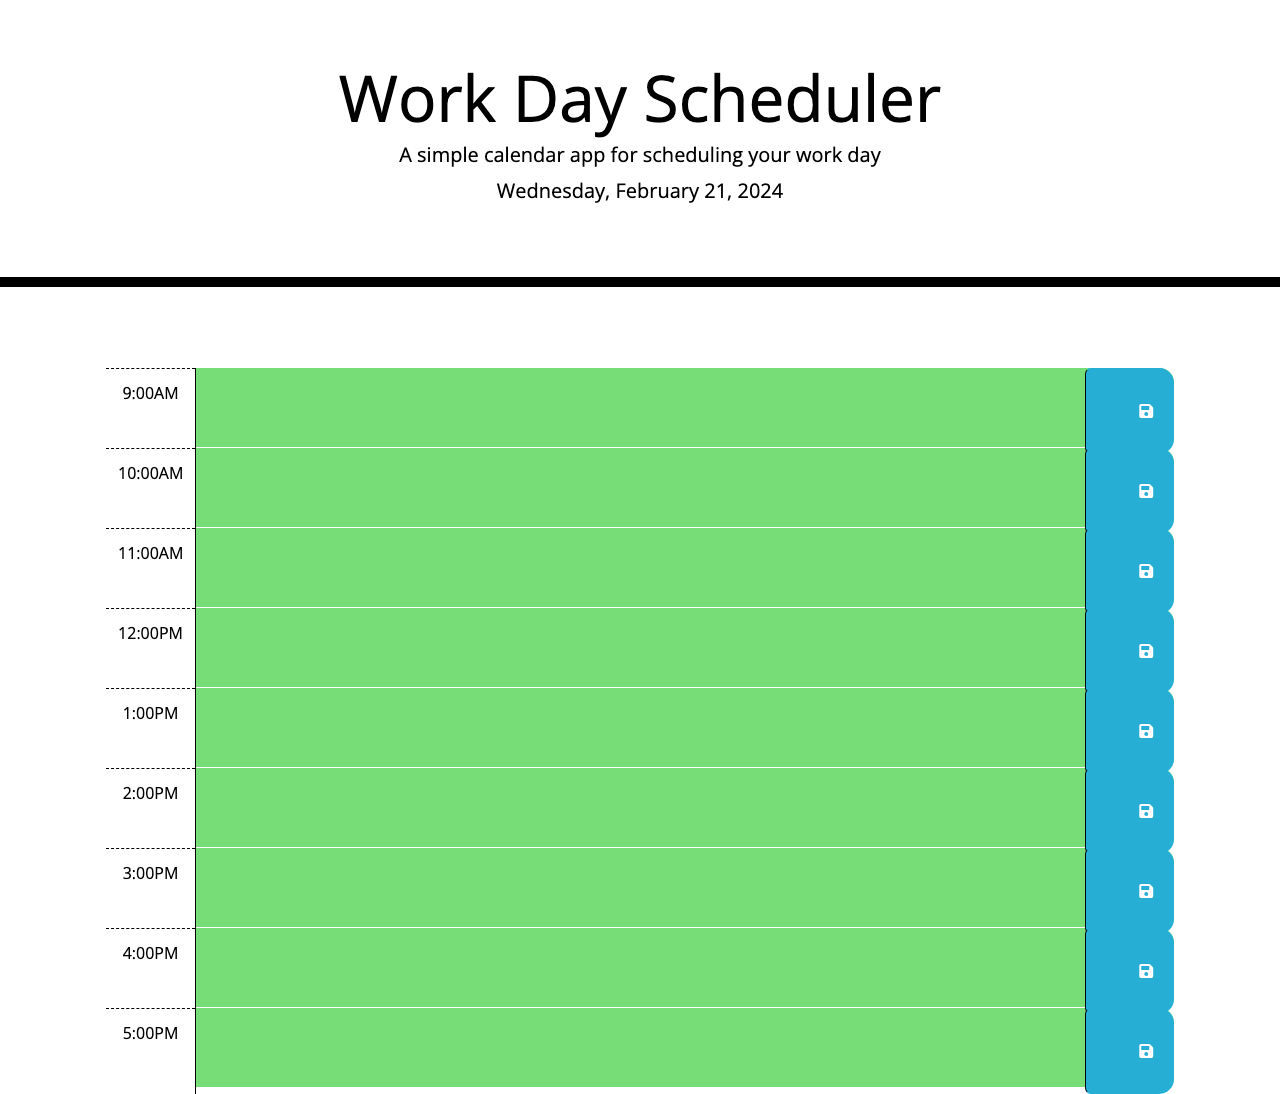 Work Day Scheduler
A simple calendar app for scheduling your work day
Wednesday, February 21, 2024
9:00AM
10:00AM
11:00AM
12:00PM
1:00PM
2:00PM
3:00PM
4:00PM
5:00PM